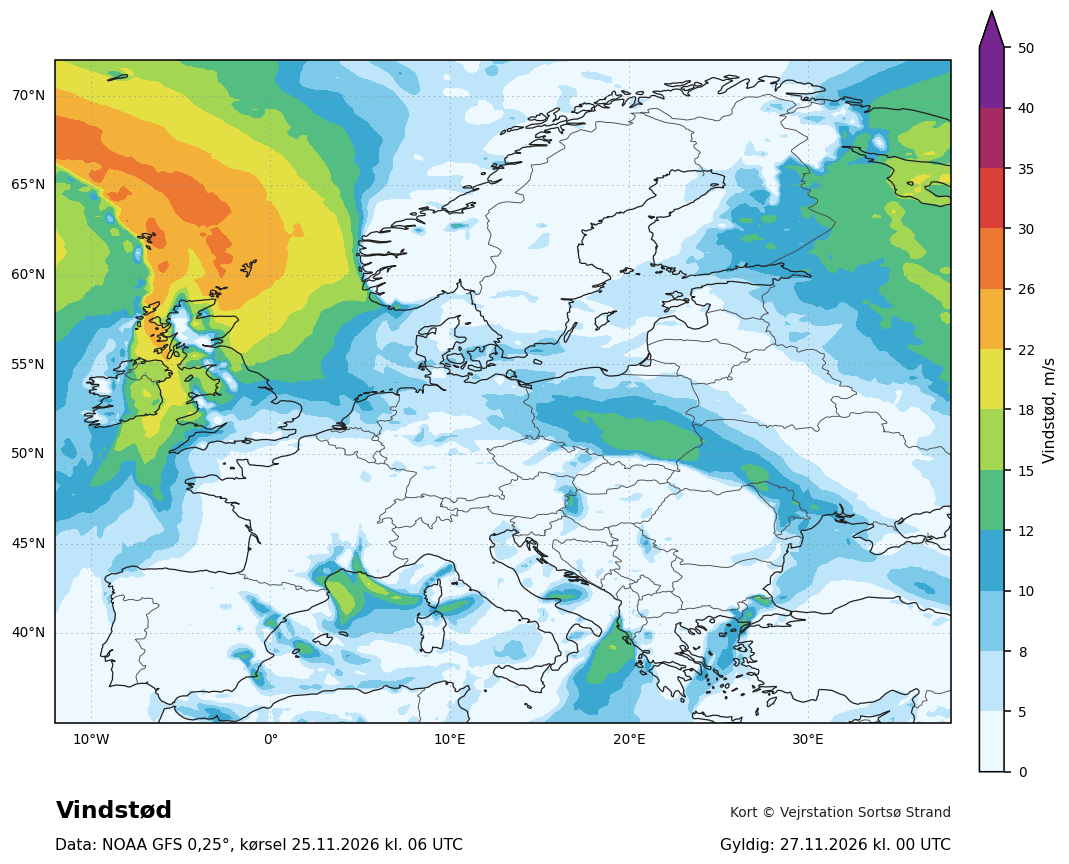 70°N
65°N
60°N
55°N
50°N
45°N
40°N
10°W
0°
10°E
20°E
30°E
50
40
35
30
26
22
18
15
12
10
8
5
0
Vindstød, m/s
Vindstød
Kort © Vejrstation Sortsø Strand
Data: NOAA GFS 0,25°, kørsel 25.11.2026 kl. 06 UTC
Gyldig: 27.11.2026 kl. 00 UTC